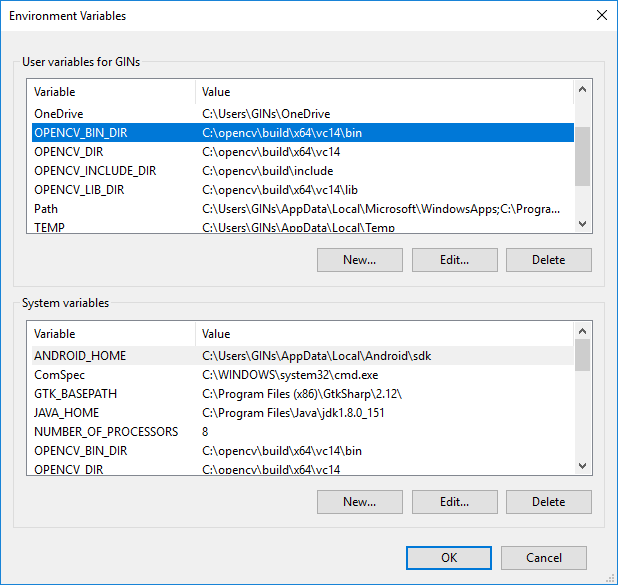 Environment Variables
User variables for GINs
Variable Value
OneDrive C:\Users\GINs\OneDrive
OPENCV_BIN_DIR C:\opencv\build\x64\vc14\bin
OPENCV_DIR C:\opencv\build\x64\vc14
OPENCV_INCLUDE_DIR C:\opencv\build\include
OPENCV_LIB_DIR C:\opencv\build\x64\vc14\lib
Path C:\Users\GINs\AppData\Local\Microsoft\WindowsApps;C:\Progra...
TEMP C:\Users\GINs\AppData\Local\Temp
New... Edit... Delete
System variables
Variable Value
ANDROID_HOME C:\Users\GINs\AppData\Local\Android\sdk
ComSpec C:\WINDOWS\system32\cmd.exe
GTK_BASEPATH C:\Program Files (x86)\GtkSharp\2.12\
JAVA_HOME C:\Program Files\Java\jdk1.8.0_151
NUMBER_OF_PROCESSORS 8
OPENCV_BIN_DIR C:\opencv\build\x64\vc14\bin
OPENCV_DIR C:\opencv\build\x64\vc14
New... Edit... Delete
OK Cancel